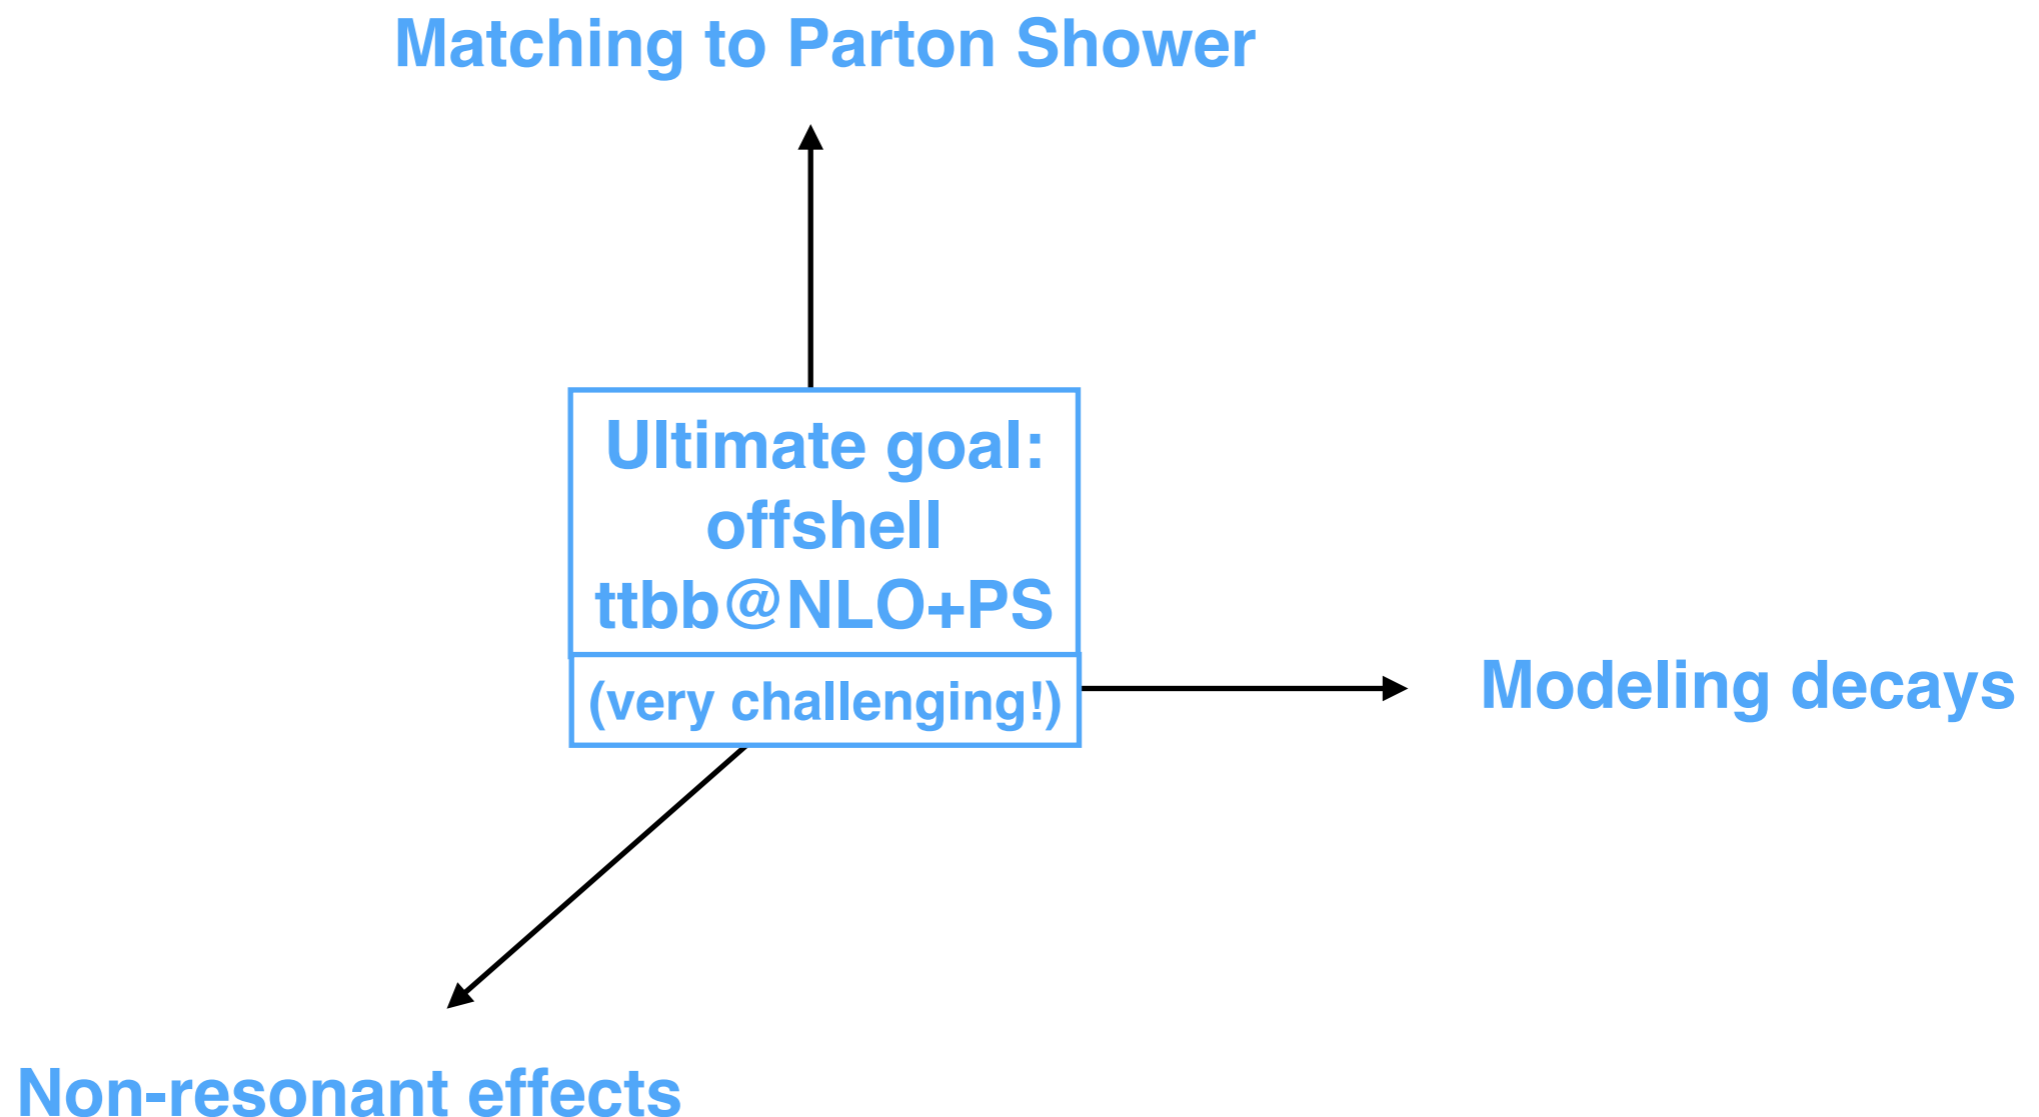 Matching to Parton Shower
Ultimate goal:
offshell
ttbb@NLO+PS
(very challenging!)
Modeling decays
Non-resonant effects